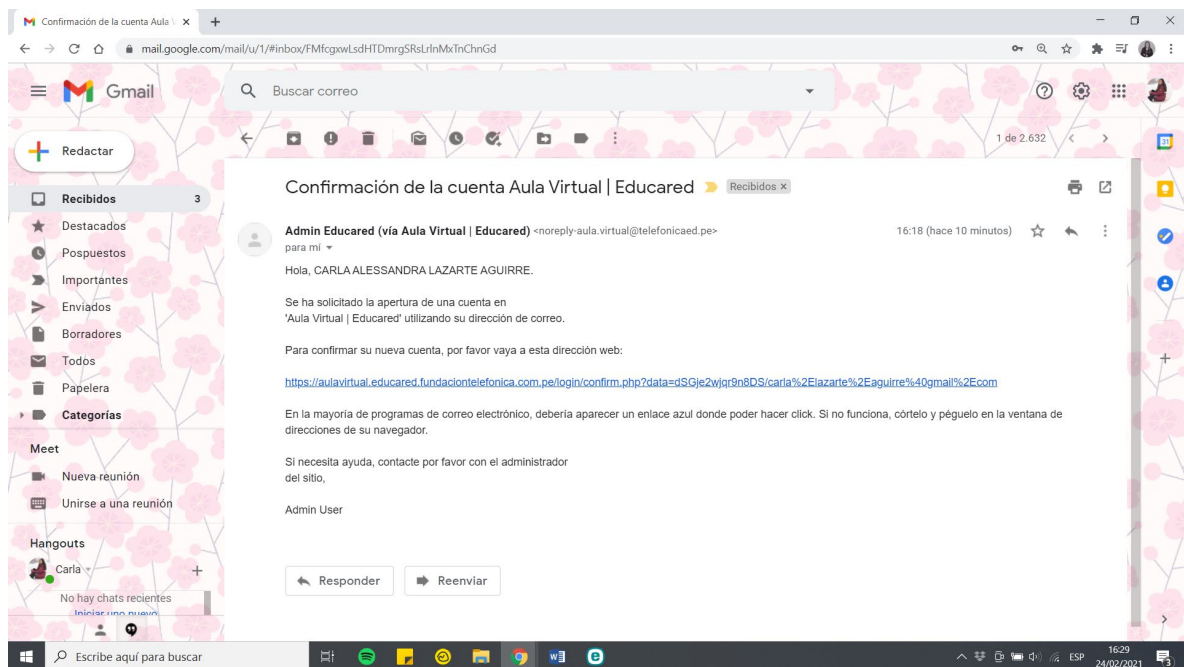 Confirmación de la cuenta Aula V
mail.google.com/mail/u/1/#inbox/FMfcgxwLsdHTDmrgSRsLrlnMxTnChnGd
Gmail
Buscar correo
Redactar
1 de 2.632
31
Confirmación de la cuenta Aula Virtual | Educared Recibidos x
Recibidos 3
Destacados
Pospuestos
Importantes
Enviados
Borradores
Todos
Papelera
Categorías
Admin Educared (vía Aula Virtual | Educared) <noreply-aula.virtual@telefonicaed.pe> 16:18 (hace 10 minutos)
para mí
Hola, CARLA ALESSANDRA LAZARTE AGUIRRE.
Se ha solicitado la apertura de una cuenta en
'Aula Virtual | Educared' utilizando su dirección de correo.
Para confirmar su nueva cuenta, por favor vaya a esta dirección web:
https://aulavirtual.educared.fundaciontelefonica.com.pe/login/confirm.php?data=dSGje2wjqr9n8DS/carla%2Elazarte%2Eaguirre%40gmail%2Ecom
En la mayoría de programas de correo electrónico, debería aparecer un enlace azul donde poder hacer click. Si no funciona, córtelo y péguelo en la ventana de
direcciones de su navegador.
Si necesita ayuda, contacte por favor con el administrador
del sitio,
Admin User
Responder
Reenviar
Meet
Nueva reunión
Unirse a una reunión
Hangouts
Carla
No hay chats recientes
Iniciar uno nuevo
Escribe aquí para buscar
ESP
16:29
24/02/2021
3